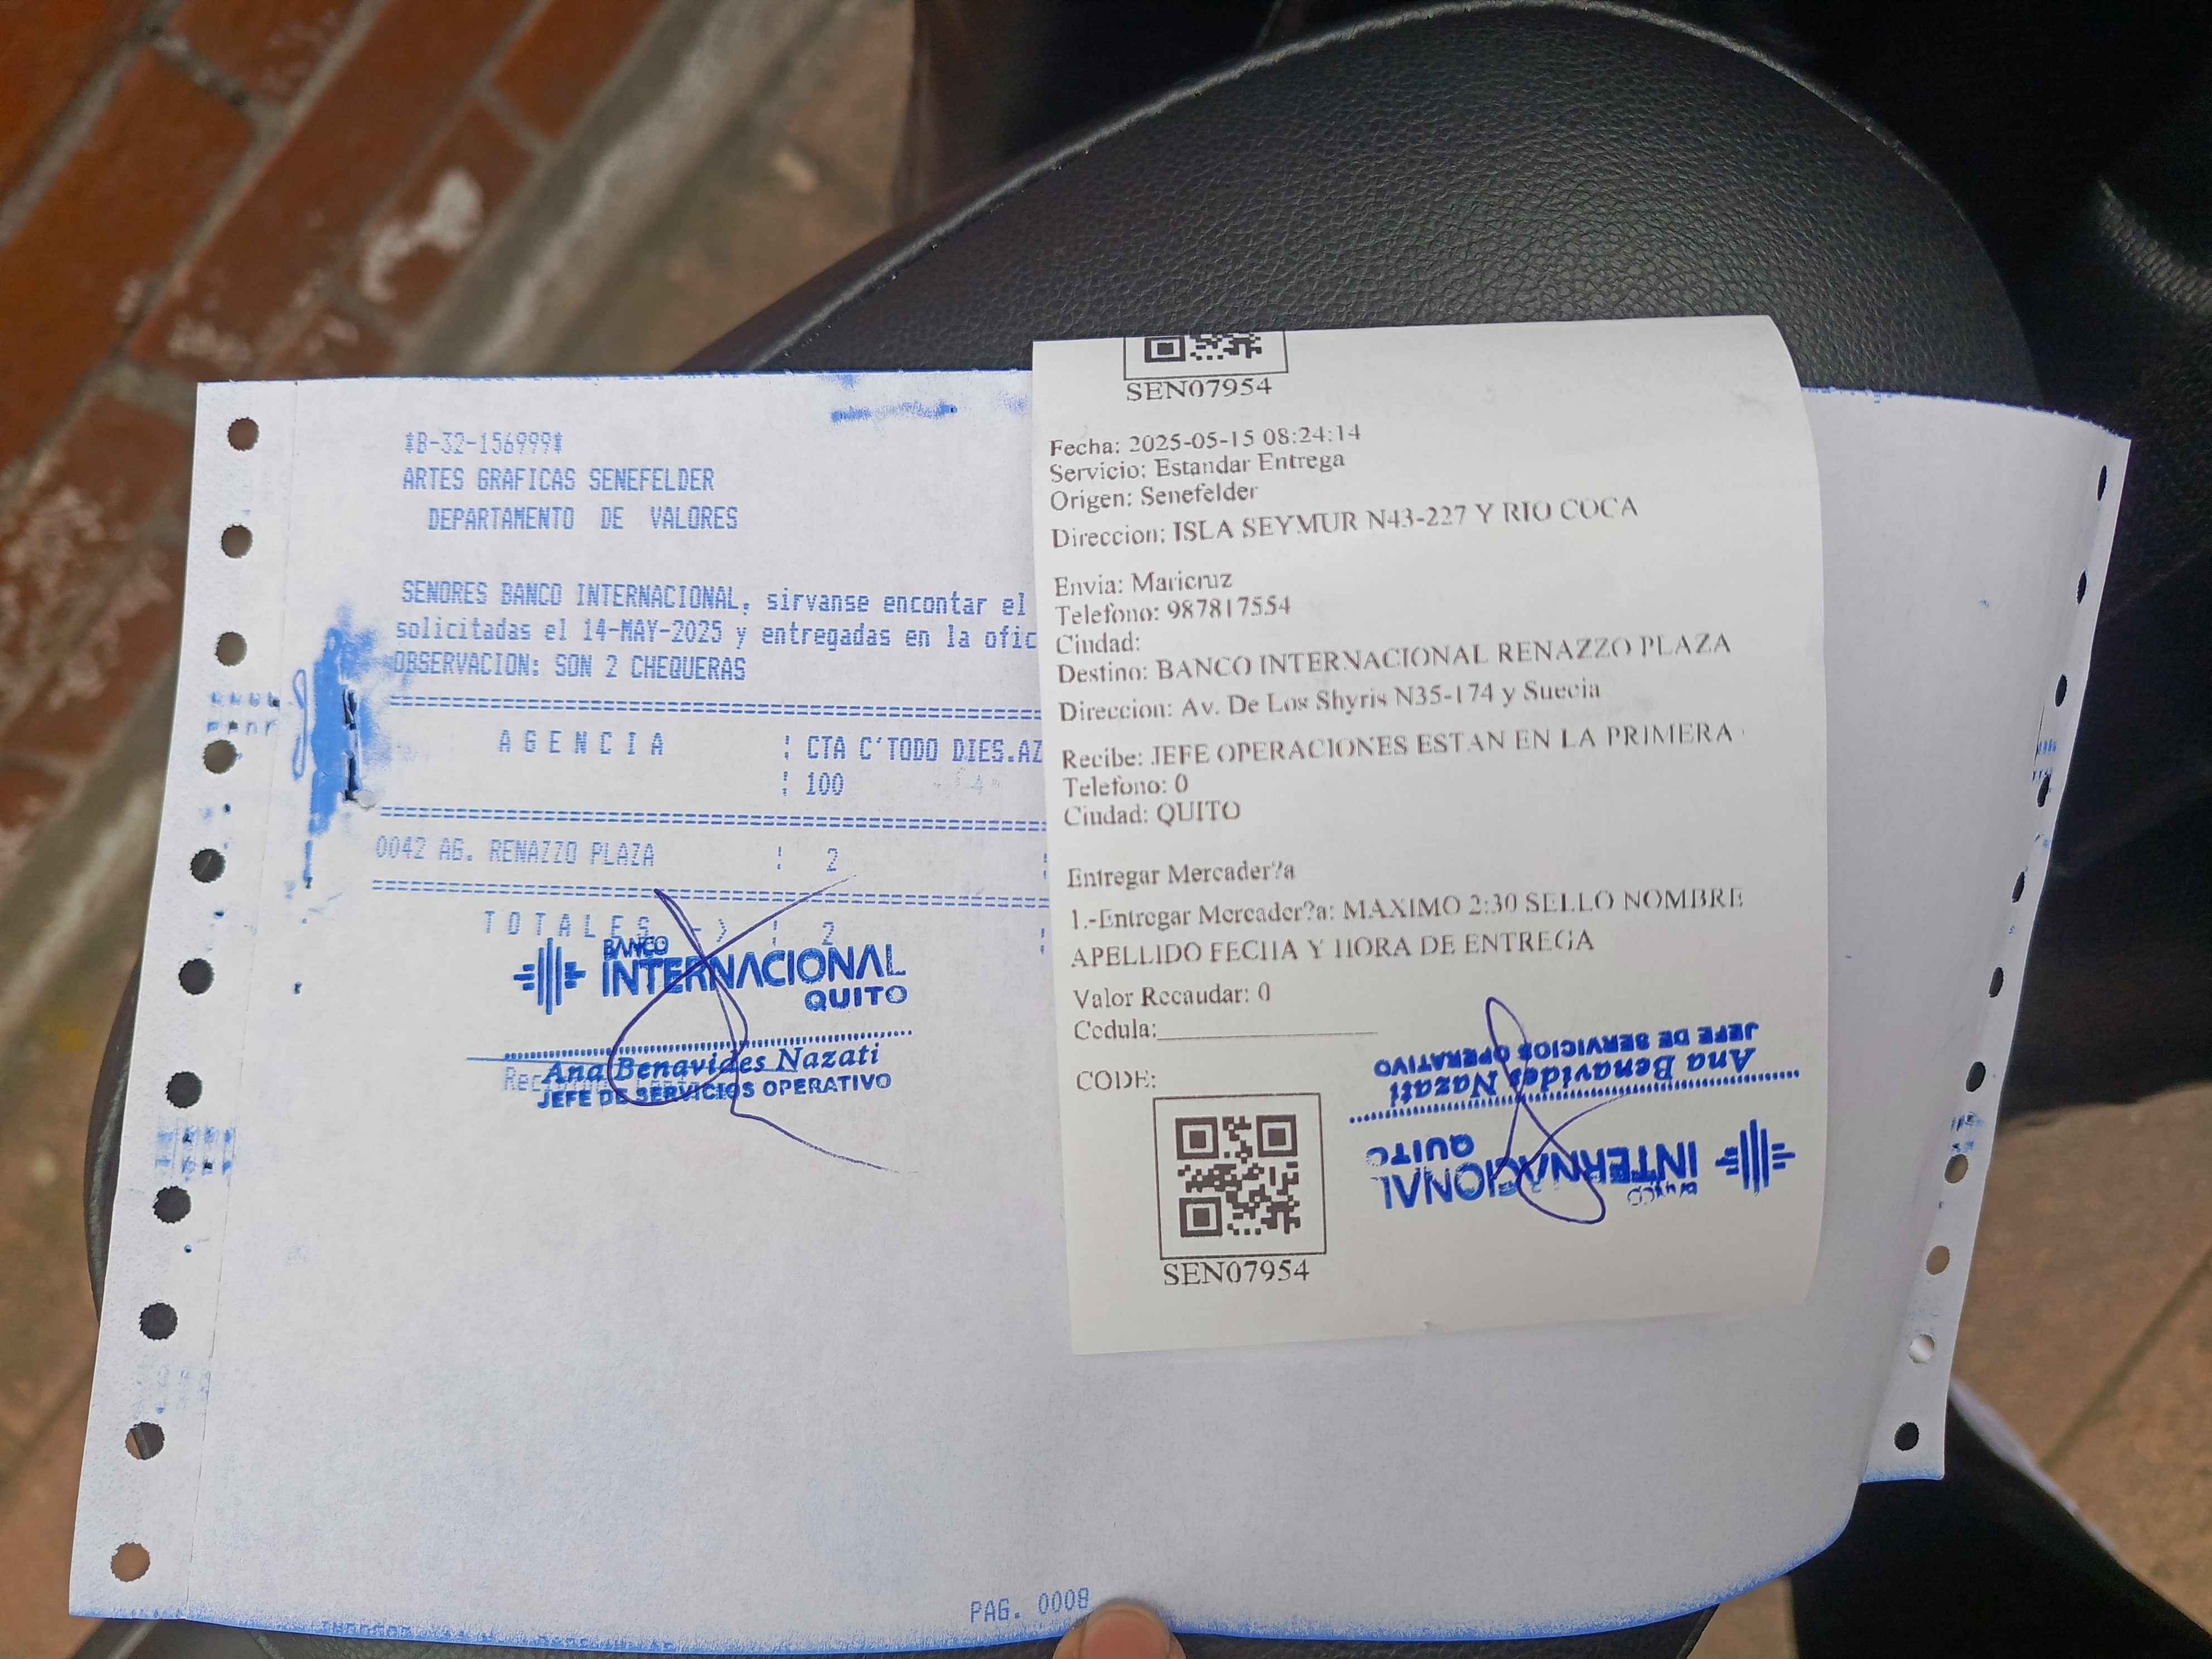 *B-32-156999*
ARTES GRAFICAS SENEFELDER
DEPARTAMENTO DE VALORES
SENORES BANCO INTERNACIONAL, sirvanse encontar el
solicitadas el 14-MAY-2025 y entregadas en la ofic
OBSERVACION: SON 2 CHEQUERAS
AGENCIA : CTA C'TODO DIES.AZ
: 100
0042 AG. RENAZZO PLAZA : 2
TOTALES -> : 2
BANCO
INTERNACIONAL
QUITO
Ana Benavides Nazati
JEFE DE SERVICIOS OPERATIVO
PAG. 0008
SEN07954
Fecha: 2025-05-15 08:24:14
Servicio: Estandar Entrega
Origen: Senefelder
Direccion: ISLA SEYMUR N43-227 Y RIO COCA
Envia: Maricruz
Telefono: 987817554
Ciudad:
Destino: BANCO INTERNACIONAL RENAZZO PLAZA
Direccion: Av. De Los Shyris N35-174 y Suecia
Recibe: JEFE OPERACIONES ESTAN EN LA PRIMERA
Telefono: 0
Ciudad: QUITO
Entregar Mercader?a
1.-Entregar Mercader?a: MAXIMO 2:30 SELLO NOMBRE
APELLIDO FECHA Y HORA DE ENTREGA
Valor Recaudar: 0
Cedula:
CODE:
SEN07954
BANCO
INTERNACIONAL
QUITO
Ana Benavides Nazati
JEFE DE SERVICIOS OPERATIVO